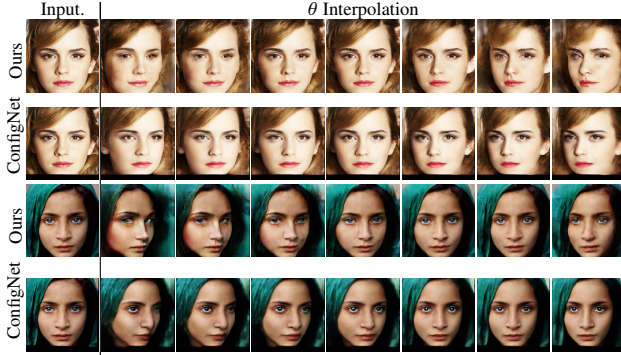 Input. θ Interpolation
Ours
ConfigNet
Ours
ConfigNet